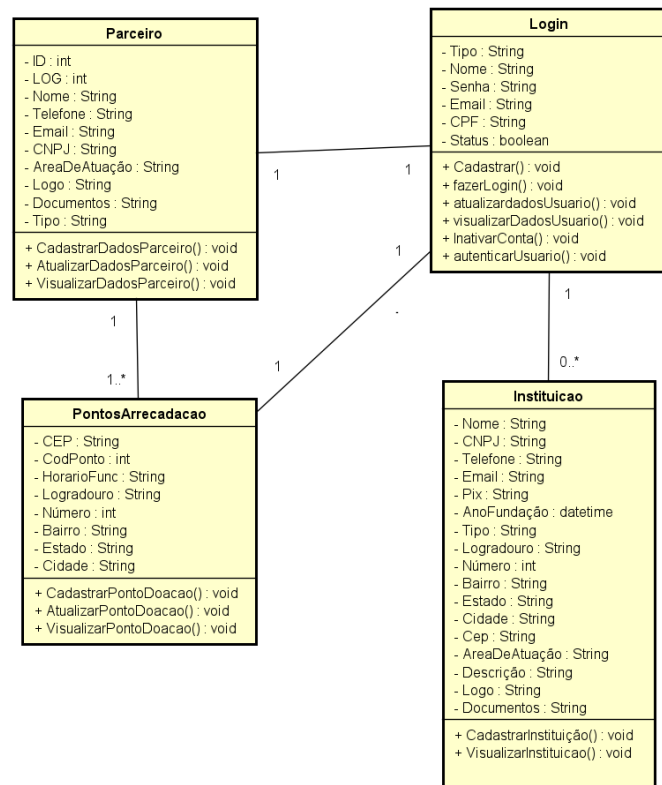 Parceiro
- ID : int
- LOG : int
- Nome : String
- Telefone : String
- Email : String
- CNPJ : String
- AreaDeAtuação : String
- Logo : String
- Documentos : String
- Tipo : String
+ CadastrarDadosParceiro() : void
+ AtualizarDadosParceiro() : void
+ VisualizarDadosParceiro() : void
Login
- Tipo : String
- Nome : String
- Senha : String
- Email : String
- CPF : String
- Status : boolean
+ Cadastrar() : void
+ fazerLogin() : void
+ atualizardadosUsuario() : void
+ visualizarDadosUsuario() : void
+ InativarConta() : void
+ autenticarUsuario() : void
1
1
1
1
1
1..*
1
0..*
PontosArrecadacao
- CEP : String
- CodPonto : int
- HorarioFunc : String
- Logradouro : String
- Número : int
- Bairro : String
- Estado : String
- Cidade : String
+ CadastrarPontoDoacao() : void
+ AtualizarPontoDoacao() : void
+ VisualizarPontoDoacao() : void
Instituicao
- Nome : String
- CNPJ : String
- Telefone : String
- Email : String
- Pix : String
- AnoFundação : datetime
- Tipo : String
- Logradouro : String
- Número : int
- Bairro : String
- Estado : String
- Cidade : String
- Cep : String
- AreaDeAtuação : String
- Descrição : String
- Logo : String
- Documentos : String
+ CadastrarInstituição() : void
+ VisualizarInstituicao() : void